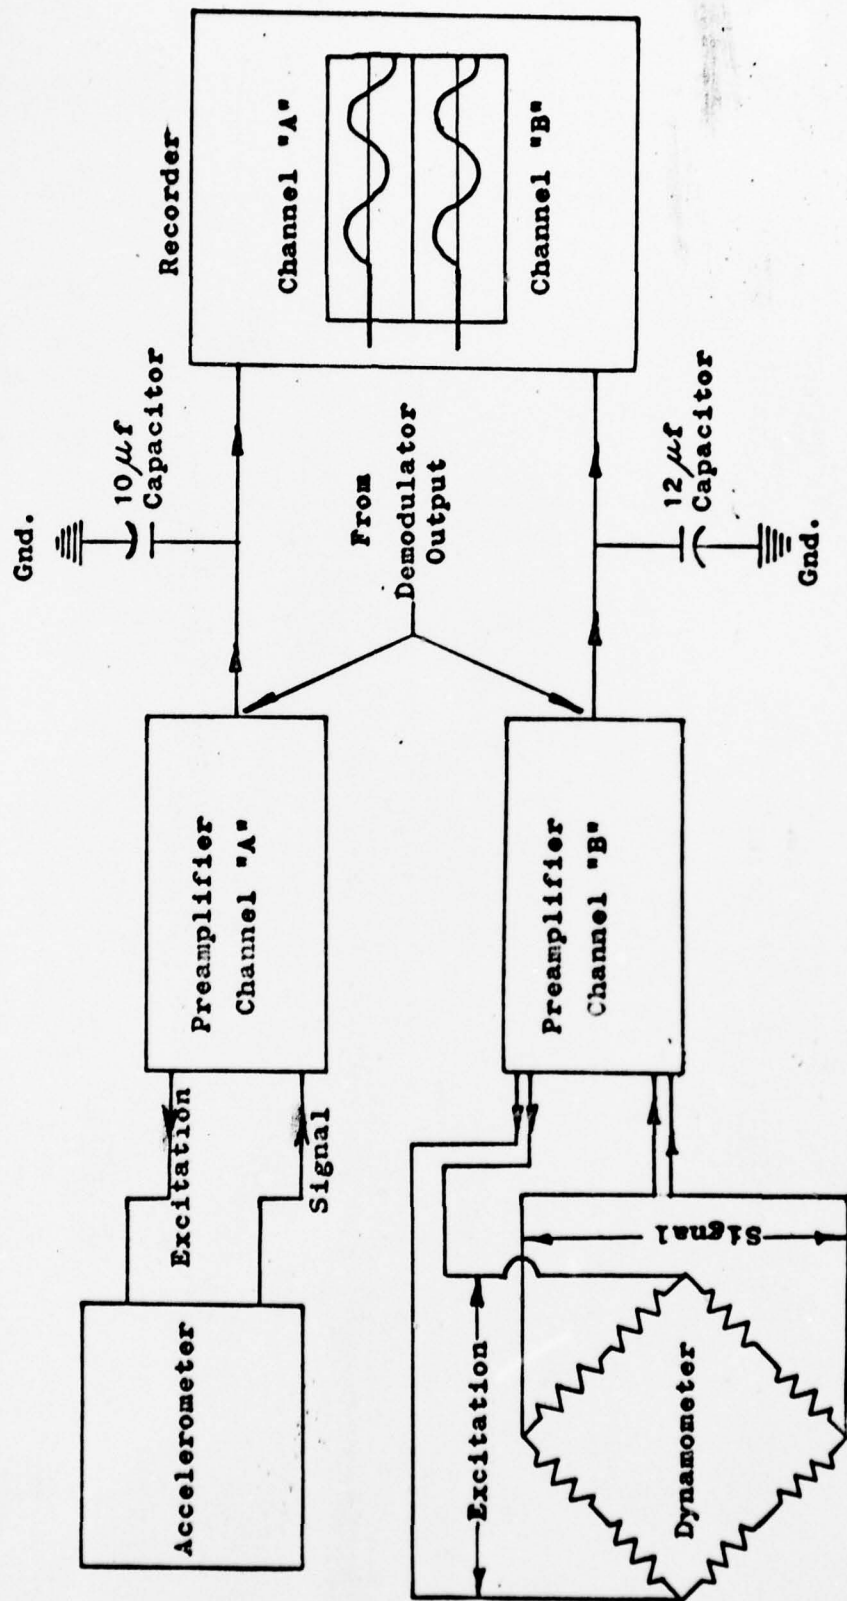 Accelerometer
Excitation
Signal
Preamplifier
Channel "A"
Gnd.
10 μf
Capacitor
Recorder
Channel "A"
Channel "B"
From
Demodulator
Output
Dynamometer
Excitation
Signal
Preamplifier
Channel "B"
12 μf
Capacitor
Gnd.